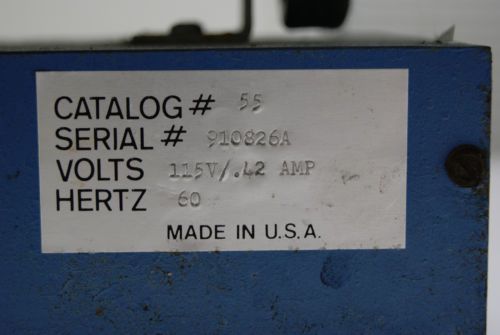 CATALOG # 55
SERIAL # 910826A
VOLTS 115V/.42 AMP
HERTZ 60
MADE IN U.S.A.